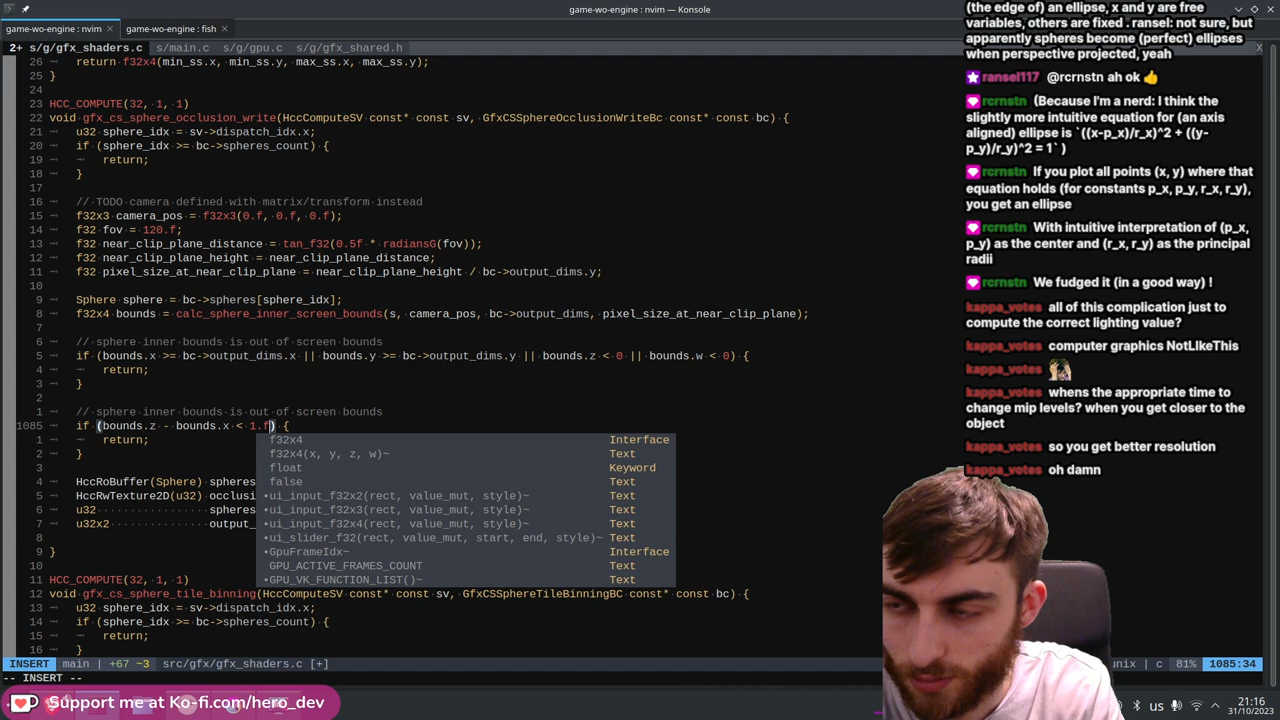 game-wo-engine : nvim — Konsole
game-wo-engine : nvim
game-wo-engine : fish
2+ s/g/gfx_shaders.c s/main.c s/g/gpu.c s/g/gfx_shared.h X
26 return f32x4(min_ss.x, min_ss.y, max_ss.x, max_ss.y);
25 }
24
23 HCC_COMPUTE(32, 1, 1)
22 void gfx_cs_sphere_occlusion_write(HccComputeSV const* const sv, GfxCSSphereOcclusionWriteBc const* const bc) {
21 u32 sphere_idx = sv->dispatch_idx.x;
20 if (sphere_idx >= bc->spheres_count) {
19 return;
18 }
17
16 // TODO camera defined with matrix/transform instead
15 f32x3 camera_pos = f32x3(0.f, 0.f, 0.f);
14 f32 fov = 120.f;
13 f32 near_clip_plane_distance = tan_f32(0.5f * radiansG(fov));
12 f32 near_clip_plane_height = near_clip_plane_distance;
11 f32 pixel_size_at_near_clip_plane = near_clip_plane_height / bc->output_dims.y;
10
9 Sphere sphere = bc->spheres[sphere_idx];
8 f32x4 bounds = calc_sphere_inner_screen_bounds(s, camera_pos, bc->output_dims, pixel_size_at_near_clip_plane);
7
6 // sphere inner bounds is out of screen bounds
5 if (bounds.x >= bc->output_dims.x || bounds.y >= bc->output_dims.y || bounds.z < 0 || bounds.w < 0) {
4 return;
3 }
2
1 // sphere inner bounds is out of screen bounds
1085 if (bounds.z - bounds.x < 1.f) {
1 return;
2 }
3
4 HccRoBuffer(Sphere) spheres
5 HccRwTexture2D(u32) occlusi
6 u32 spheres
7 u32x2 output_
8
9 }
10
11 HCC_COMPUTE(32, 1, 1)
12 void gfx_cs_sphere_tile_binning(HccComputeSV const* const sv, GfxCSSphereTileBinningBC const* const bc) {
13 u32 sphere_idx = sv->dispatch_idx.x;
14 if (sphere_idx >= bc->spheres_count) {
15 return;
16 }
f32x4 Interface
f32x4(x, y, z, w)~ Text
float Keyword
false Text
•ui_input_f32x2(rect, value_mut, style)~ Text
•ui_input_f32x3(rect, value_mut, style)~ Text
•ui_input_f32x4(rect, value_mut, style)~ Text
•ui_slider_f32(rect, value_mut, start, end, style)~ Text
•GpuFrameIdx~ Interface
GPU_ACTIVE_FRAMES_COUNT Text
•GPU_VK_FUNCTION_LIST()~ Text
INSERT main | +67 ~3 src/gfx/gfx_shaders.c [+] unix | c 81% 1085:34
-- INSERT --
(the edge of) an ellipse, x and y are free
variables, others are fixed . ransel: not sure, but
apparently spheres become (perfect) ellipses
when perspective projected, yeah
ransel117 @rcrnstn ah ok 👍
rcrnstn (Because I'm a nerd: I think the
slightly more intuitive equation for (an axis
aligned) ellipse is `((x-p_x)/r_x)^2 + ((y-
p_y)/r_y)^2 = 1` )
rcrnstn If you plot all points (x, y) where that
equation holds (for constants p_x, p_y, r_x, r_y),
you get an ellipse
rcrnstn With intuitive interpretation of (p_x,
p_y) as the center and (r_x, r_y) as the principal
radii
rcrnstn We fudged it (in a good way) !
kappa_votes all of this complication just to
compute the correct lighting value?
kappa_votes computer graphics NotLIkeThis
kappa_votes
kappa_votes whens the appropriate time to
change mip levels? when you get closer to the
object
kappa_votes so you get better resolution
kappa_votes oh damn
Support me at Ko-fi.com/hero_dev
us
21:16
31/10/2023